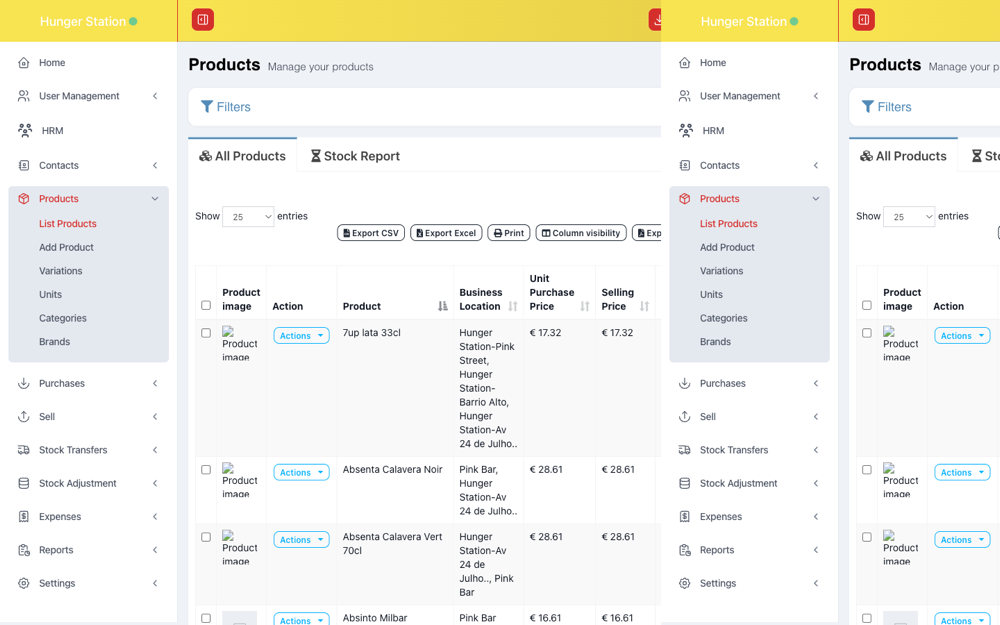 Hunger Station
Home
User Management
HRM
Contacts
Products
List Products
Add Product
Variations
Units
Categories
Brands
Purchases
Sell
Stock Transfers
Stock Adjustment
Expenses
Reports
Settings
Products Manage your products
Filters
All Products
Stock Report
Show 25 entries
Export CSV
Export Excel
Print
Column visibility
Exp
Product image
Action
Product
Business Location
Unit Purchase Price
Selling Price
Product image
Actions
7up lata 33cl
Hunger
Station-Pink
Street,
Hunger
Station-
Barrio Alto,
Hunger
Station-Av
24 de Julho..
€ 17.32
€ 17.32
Product image
Actions
Absenta Calavera Noir
Pink Bar,
Hunger
Station-Av
24 de Julho..
€ 28.61
€ 28.61
Product image
Actions
Absenta Calavera Vert
70cl
Hunger
Station-Av
24 de
Julho.., Pink
Bar
€ 28.61
€ 28.61
Actions
Absinto Milbar
Pink Bar
€ 16.61
€ 16.61
Hunger Station
Home
User Management
HRM
Contacts
Products
List Products
Add Product
Variations
Units
Categories
Brands
Purchases
Sell
Stock Transfers
Stock Adjustment
Expenses
Reports
Settings
Products Manage your p
Filters
All Products
Sto
Show 25 entries
Product image
Action
Product image
Actions
Product image
Actions
Product image
Actions
Actions